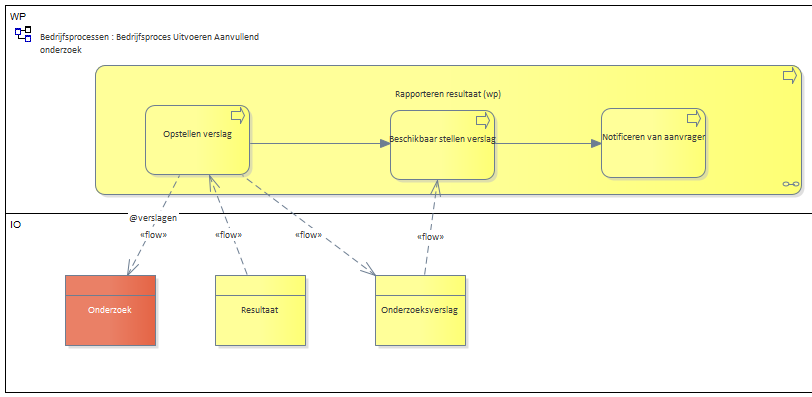 WP
Bedrijfsprocessen : Bedrijfsproces Uitvoeren Aanvullend
onderzoek
Rapporteren resultaat (wp)
Opstellen verslag
Beschikbaar stellen verslag
Notificeren van aanvrager
@verslagen
IO
«flow»
«flow»
«flow»
«flow»
Onderzoek
Resultaat
Onderzoeksverslag